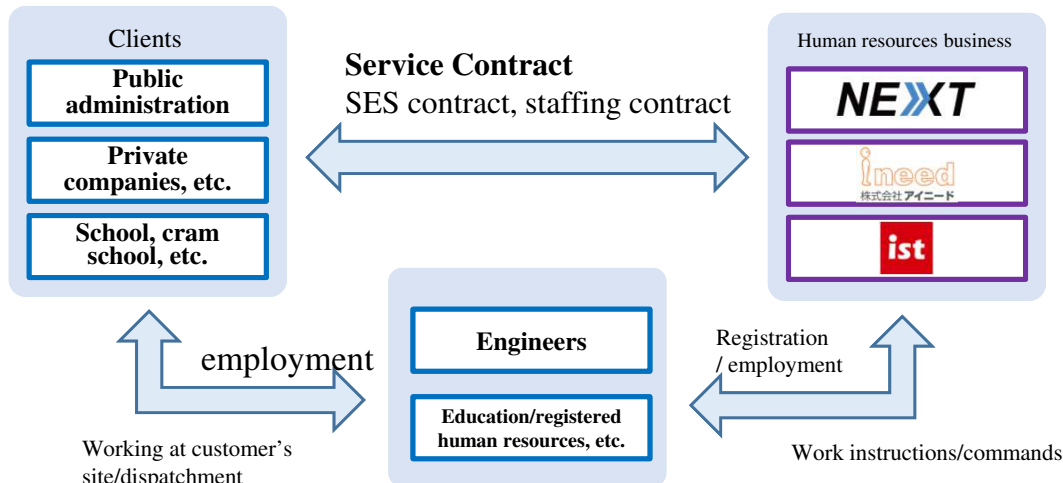 Clients
Public
administration
Private
companies, etc.
School, cram
school, etc.
Service Contract
SES contract, staffing contract
Human resources business
NEXT
ineed
株式会社アイニード
ist
employment
Working at customer's
site/dispatchment
Engineers
Education/registered
human resources, etc.
Registration
/ employment
Work instructions/commands